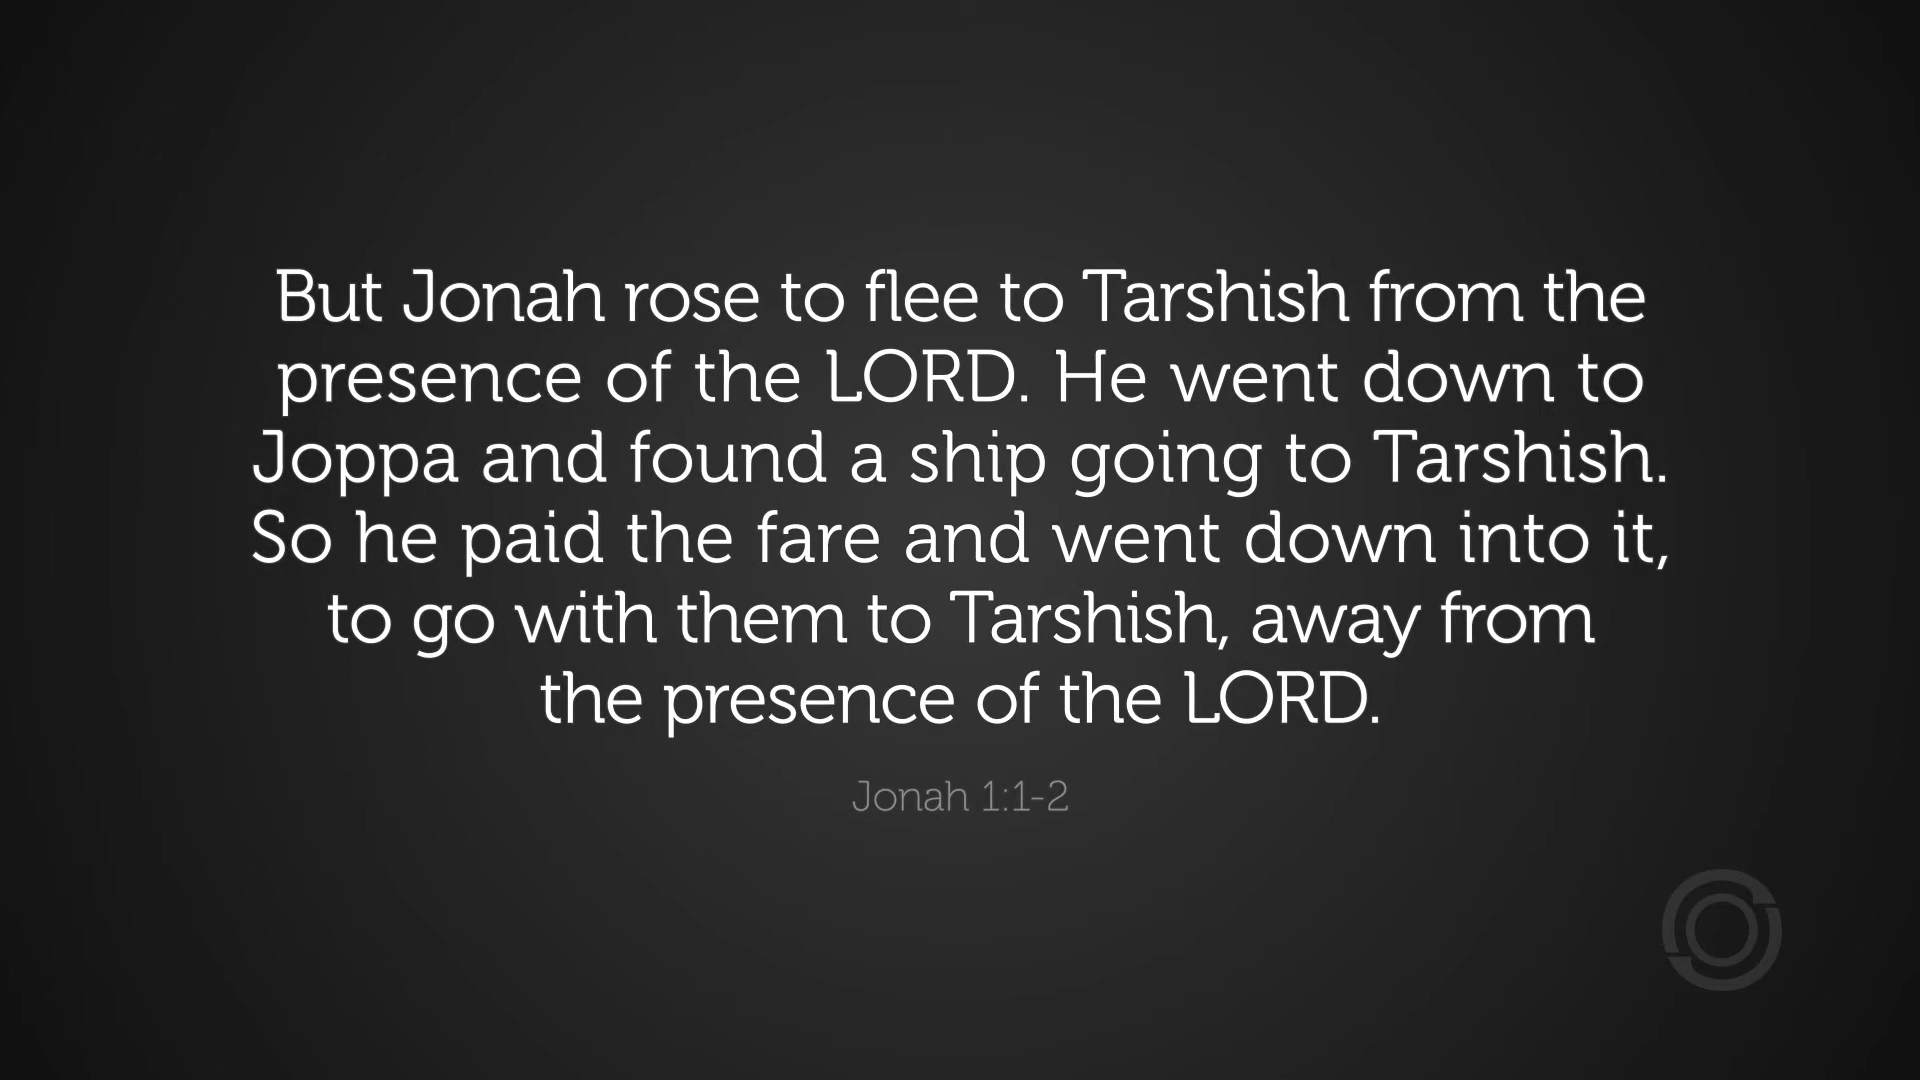 But Jonah rose to flee to Tarshish from the
presence of the LORD. He went down to
Joppa and found a ship going to Tarshish.
So he paid the fare and went down into it,
to go with them to Tarshish, away from
the presence of the LORD.
Jonah 1:1-2